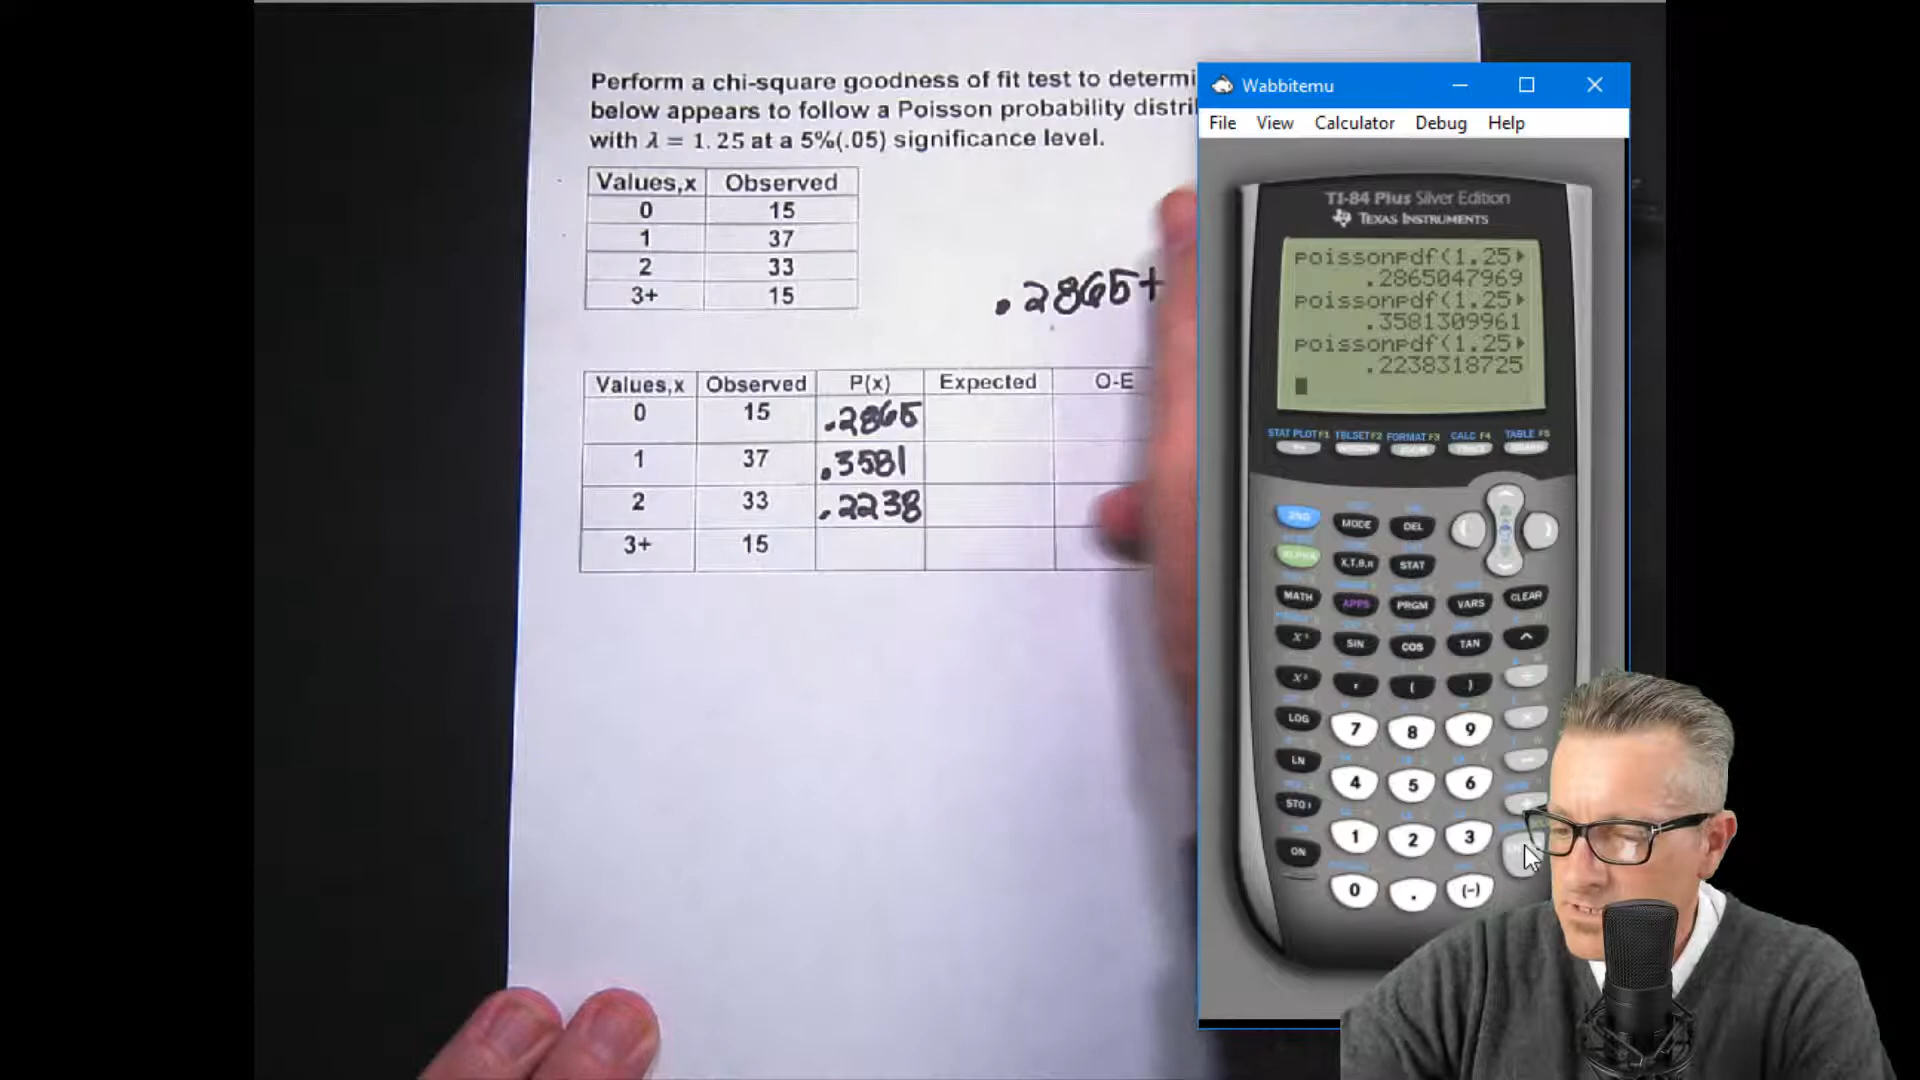 Perform a chi-square goodness of fit test to determi
below appears to follow a Poisson probability distri
with λ = 1.25 at a 5%(.05) significance level.
Values,x Observed
0 15
1 37
2 33
3+ 15
.2865+
Values,x Observed P(x) Expected O-E
0 15 .2865
1 37 .3581
2 33 .2238
3+ 15
Wabbitemu
File View Calculator Debug Help
TI-84 Plus Silver Edition
TEXAS INSTRUMENTS
poissonpdf(1.25
.2865047969
poissonpdf(1.25
.3581309961
poissonpdf(1.25
.2238318725
STAT PLOT F1 TBLSET F2 FORMAT F3 CALC F4 TABLE F5
2ND MODE DEL
ALPHA X,T,θ,n STAT
MATH APPS PRGM VARS CLEAR
SIN COS TAN ^
X² , ( )
LOG 7 8 9
LN 4 5 6
STO 1 2 3
ON 0 . (-)